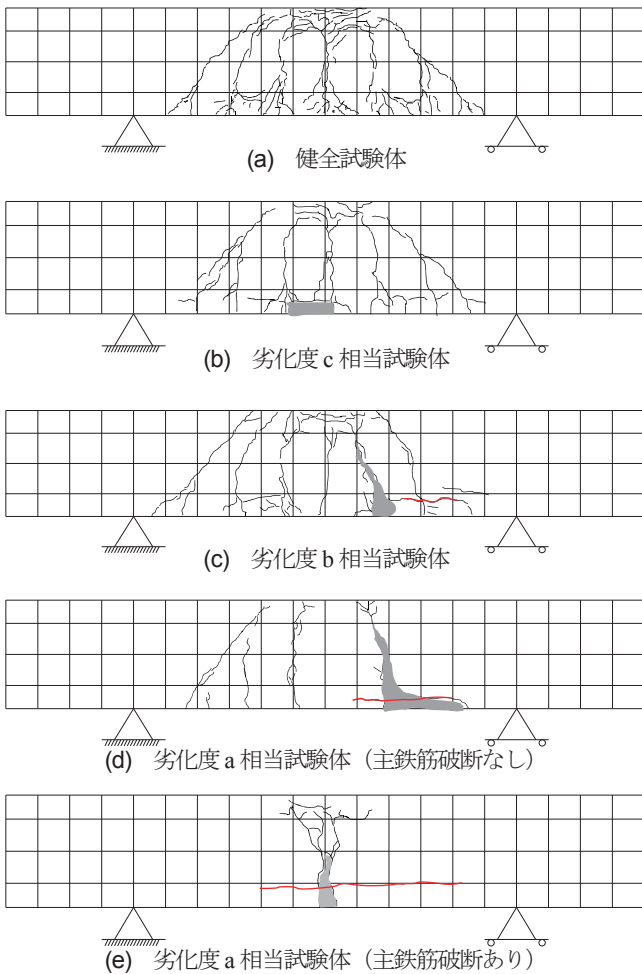 (a) 健全試験体
(b) 劣化度 c 相当試験体
(c) 劣化度 b 相当試験体
(d) 劣化度 a 相当試験体（主鉄筋破断なし）
(e) 劣化度 a 相当試験体（主鉄筋破断あり）